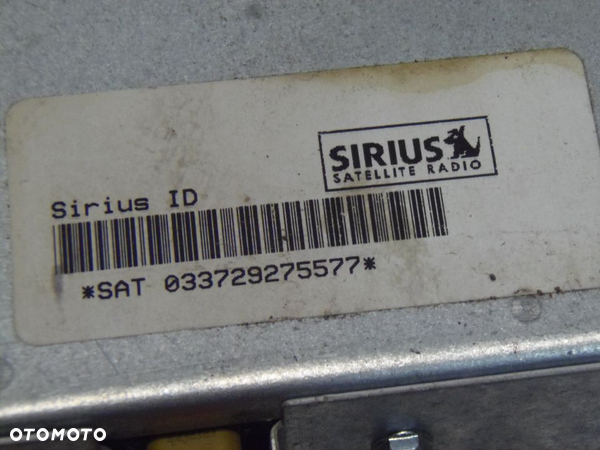 SIRIUS
SATELLITE RADIO
Sirius ID
*SAT 033729275577*
OTOMOTO